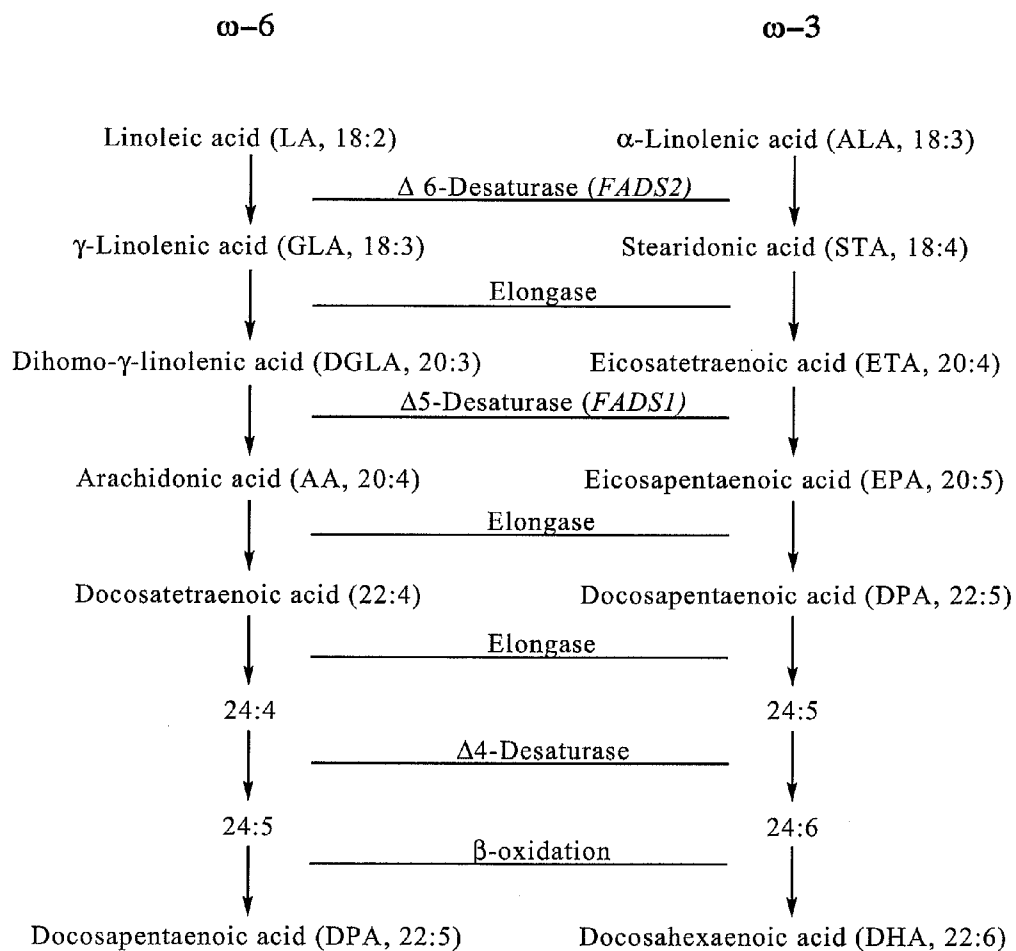 ω−6 ω−3
Linoleic acid (LA, 18:2) α-Linolenic acid (ALA, 18:3)
Δ 6-Desaturase (FADS2)
γ-Linolenic acid (GLA, 18:3) Stearidonic acid (STA, 18:4)
Elongase
Dihomo-γ-linolenic acid (DGLA, 20:3) Eicosatetraenoic acid (ETA, 20:4)
Δ5-Desaturase (FADS1)
Arachidonic acid (AA, 20:4) Eicosapentaenoic acid (EPA, 20:5)
Elongase
Docosatetraenoic acid (22:4) Docosapentaenoic acid (DPA, 22:5)
Elongase
24:4 24:5
Δ4-Desaturase
24:5 24:6
β-oxidation
Docosapentaenoic acid (DPA, 22:5) Docosahexaenoic acid (DHA, 22:6)